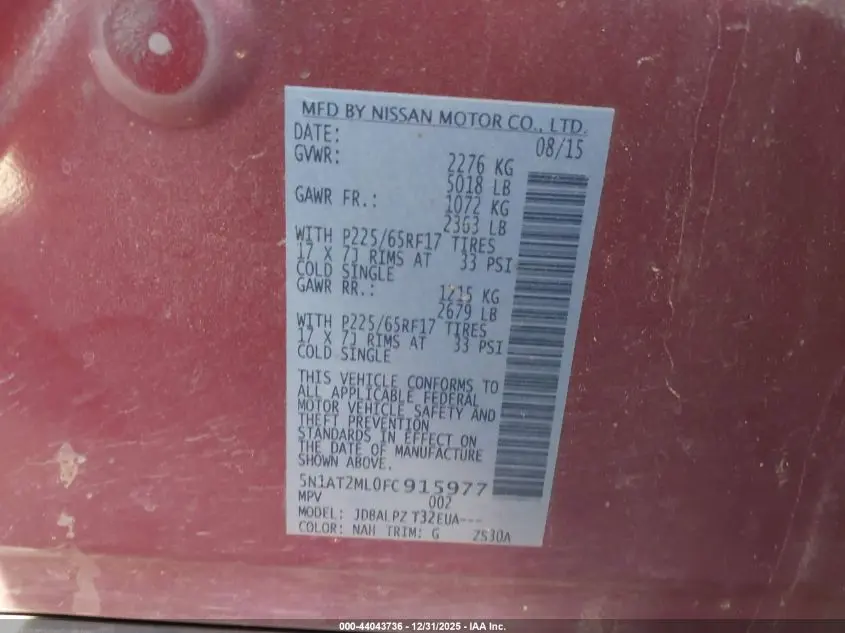 MFD BY NISSAN MOTOR CO., LTD.
DATE: 08/15
GVWR: 2276 KG
5018 LB
GAWR FR.: 1072 KG
2363 LB
WITH P225/65RF17 TIRES
17 X 7J RIMS AT 33 PSI
COLD SINGLE
GAWR RR.: 1215 KG
2679 LB
WITH P225/65RF17 TIRES
17 X 7J RIMS AT 33 PSI
COLD SINGLE
THIS VEHICLE CONFORMS TO
ALL APPLICABLE FEDERAL
MOTOR VEHICLE SAFETY AND
THEFT PREVENTION
STANDARDS IN EFFECT ON
THE DATE OF MANUFACTURE
SHOWN ABOVE.
5N1AT2ML0FC915977
MPV 002
MODEL: JDBALPZ T32EUA---
COLOR: NAH TRIM: G 2S30A
000-44043736 - 12/31/2025 - IAA Inc.